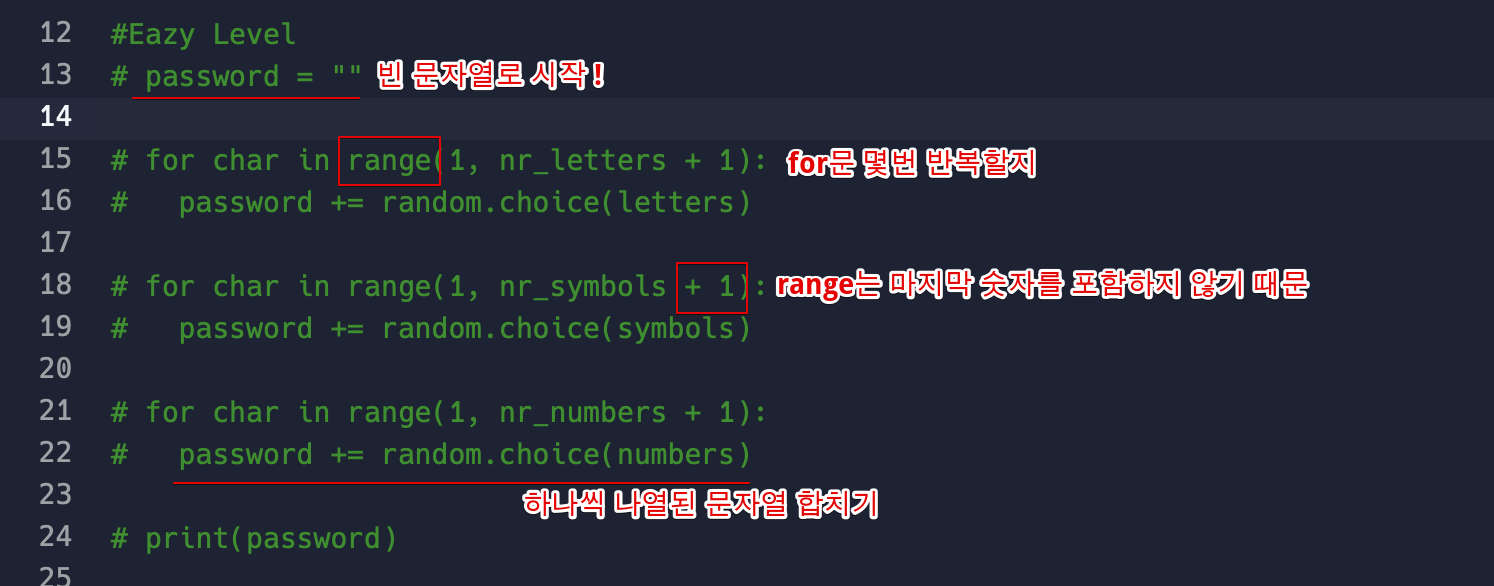 12 #Eazy Level
13 # password = "" 빈 문자열로 시작!
14
15 # for char in range(1, nr_letters + 1): for문 몇번 반복할지
16 #   password += random.choice(letters)
17
18 # for char in range(1, nr_symbols + 1): range는 마지막 숫자를 포함하지 않기 때문
19 #   password += random.choice(symbols)
20
21 # for char in range(1, nr_numbers + 1):
22 #   password += random.choice(numbers)
23 하나씩 나열된 문자열 합치기
24 # print(password)
25